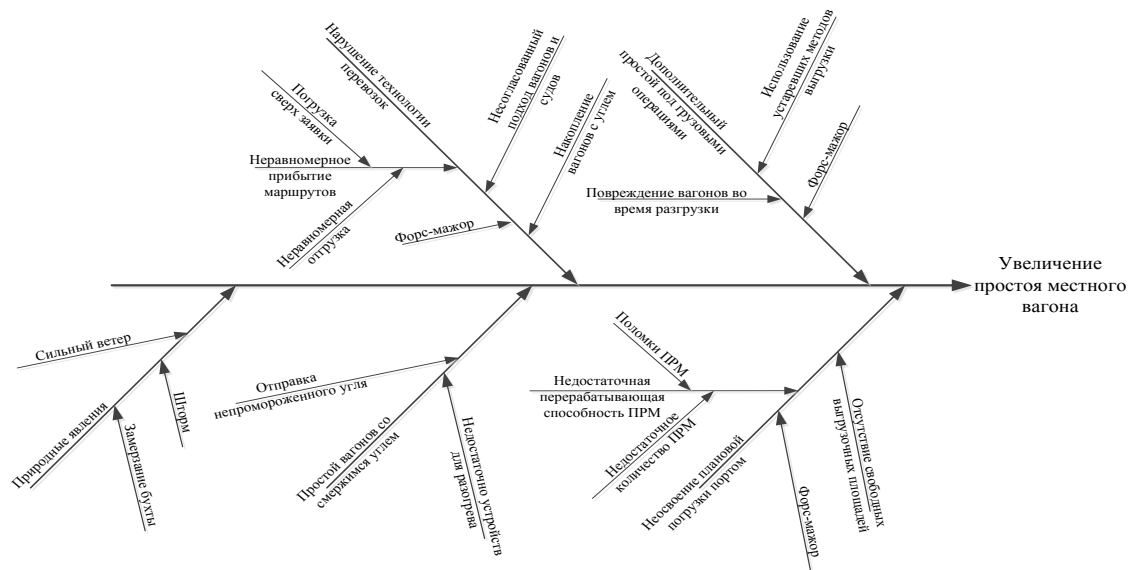 Нарушение технологии
перевозок
Погрузка
сверх заявки
Неравномерное
прибытие
маршрутов
Неравномерная
отгрузка
Несогласованный
подход вагонов и
судов
Накопление
вагонов с углем
Форс-мажор
Дополнительный
простой под грузовыми
операциями
Использование
устаревших методов
выгрузки
Форс-мажор
Повреждение вагонов во
время разгрузки
Увеличение
простоя местного
вагона
Сильный ветер
Шторм
Природные явления
Замерзание бухты
Отправка
непромороженного угля
Простой вагонов со
смержимся углем
Недостаточно устройств
для разогрева
Поломки ПРМ
Недостаточная
перерабатывающая
способность ПРМ
Недостаточное
количество ПРМ
Неосвоение плановой
погрузки портом
Форс-мажор
Отсутствие свободных
выгрузочных площадей